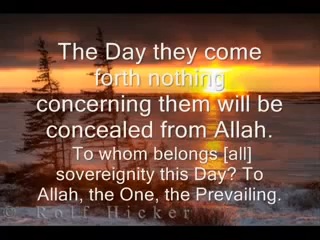 The Day they come
forth nothing
concerning them will be
concealed from Allah.
To whom belongs [all]
sovereignity this Day? To
Allah, the One, the Prevailing.
© Rolf Hicker